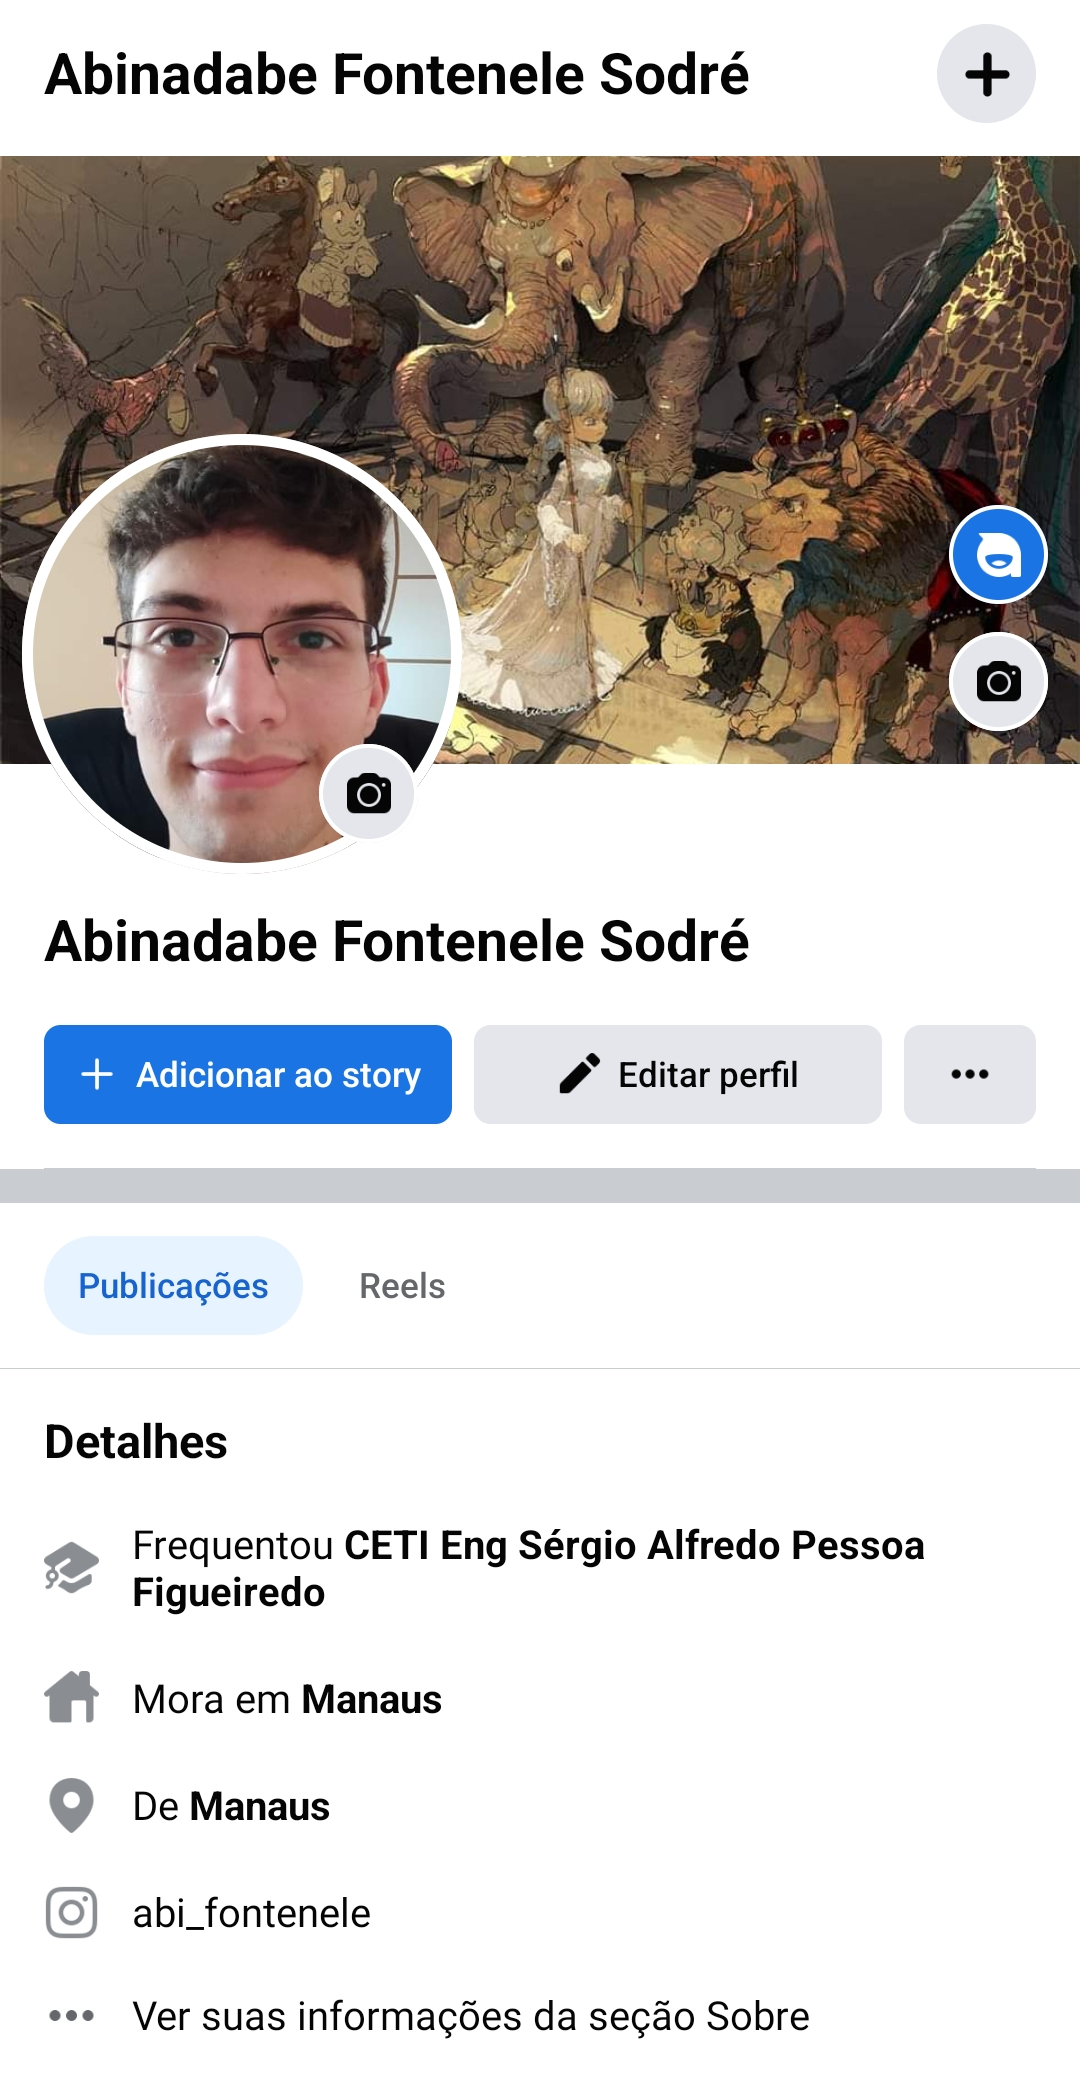 Abinadabe Fontenele Sodré
Abinadabe Fontenele Sodré
Adicionar ao story
Editar perfil
Publicações
Reels
Detalhes
Frequentou CETI Eng Sérgio Alfredo Pessoa
Figueiredo
Mora em Manaus
De Manaus
abi_fontenele
Ver suas informações da seção Sobre